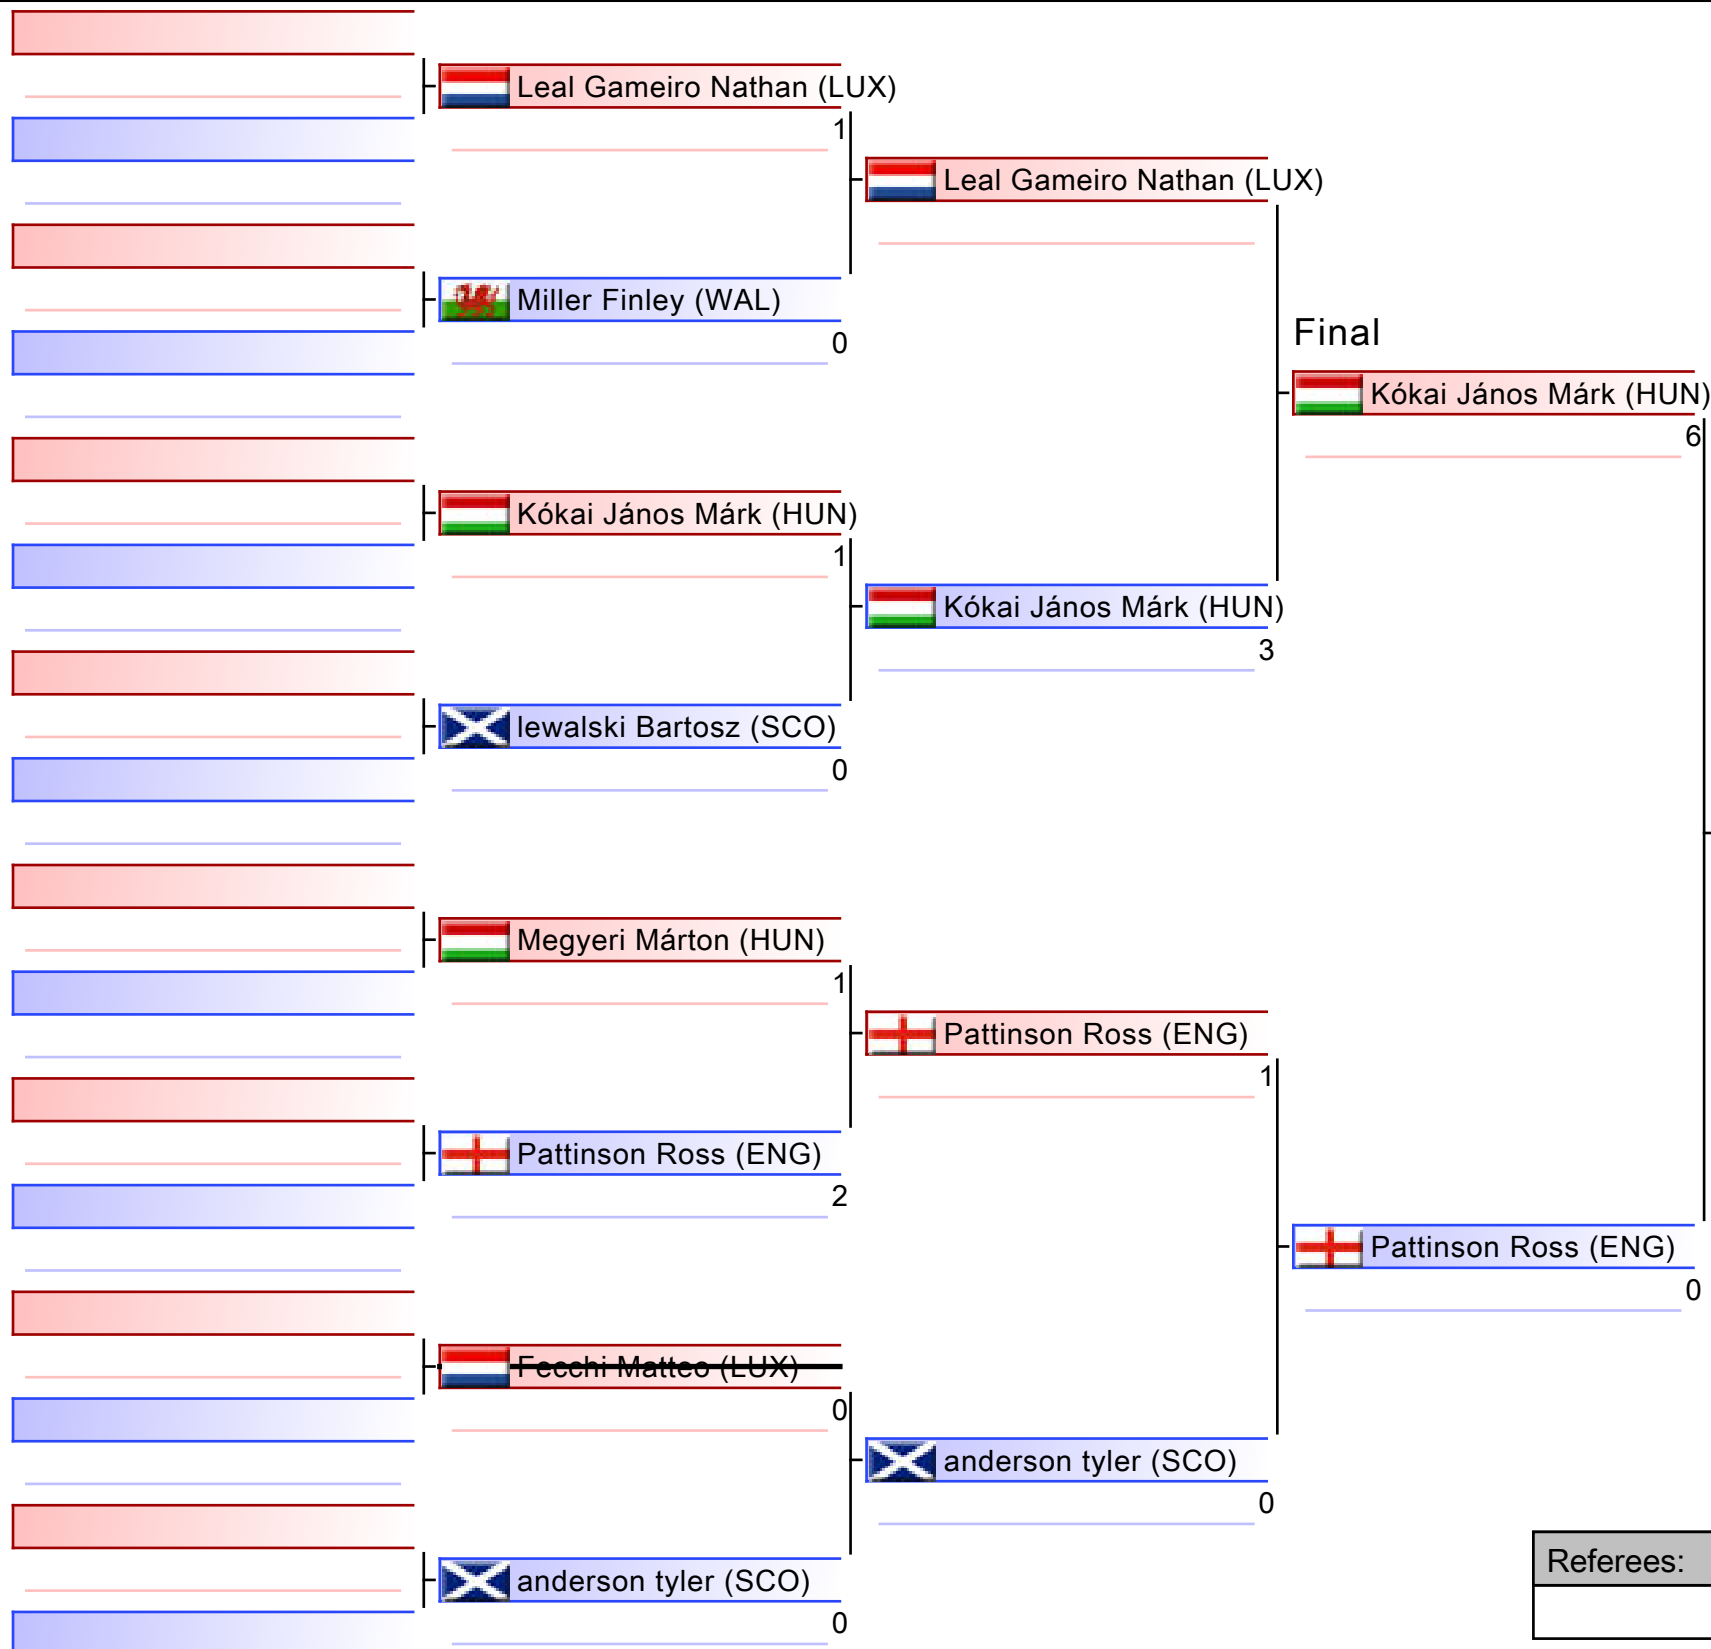 Leal Gameiro Nathan (LUX)
1
Leal Gameiro Nathan (LUX)
Miller Finley (WAL)
0
Final
Kókai János Márk (HUN)
6
Kókai János Márk (HUN)
1
Kókai János Márk (HUN)
3
lewalski Bartosz (SCO)
0
Megyeri Márton (HUN)
1
Pattinson Ross (ENG)
1
Pattinson Ross (ENG)
2
Pattinson Ross (ENG)
0
Fecchi Matteo (LUX)
0
anderson tyler (SCO)
0
Referees:
anderson tyler (SCO)
0